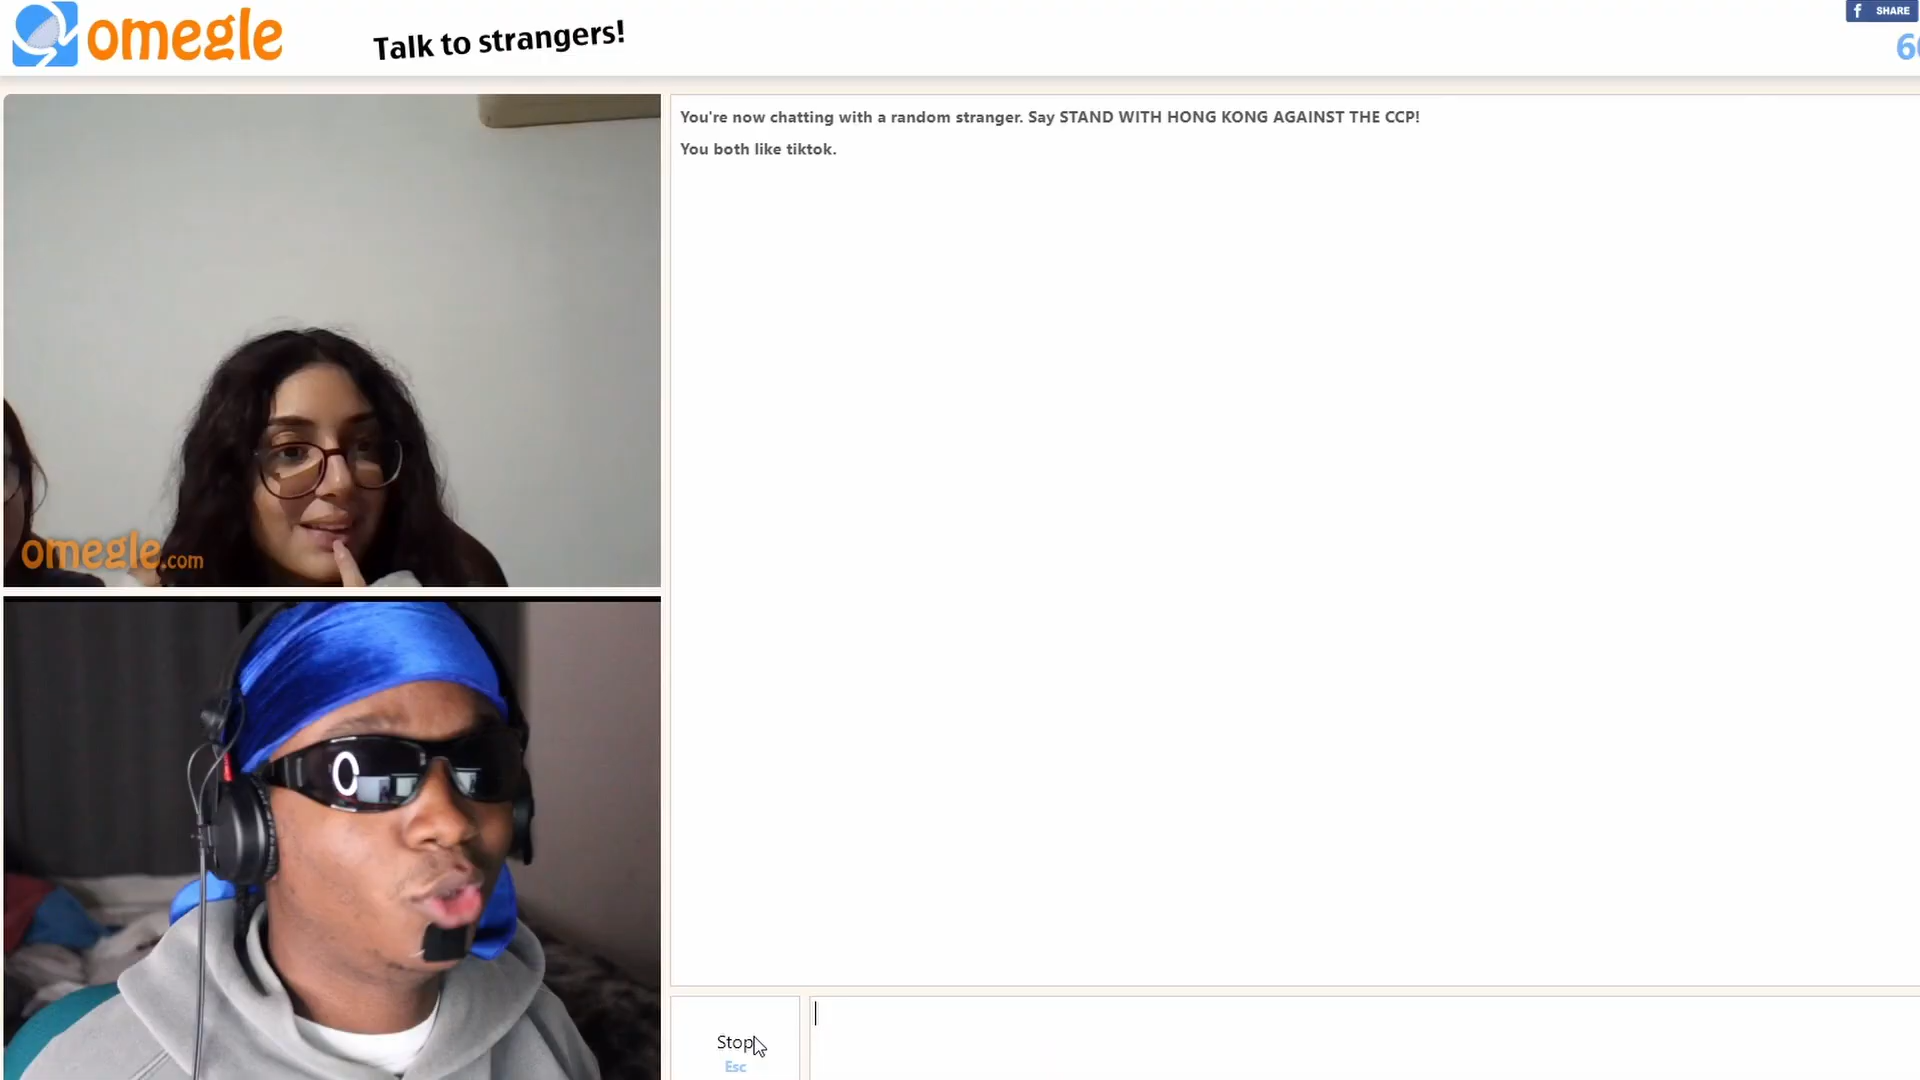 omegle
Talk to strangers!
f SHARE
You're now chatting with a random stranger. Say STAND WITH HONG KONG AGAINST THE CCP!
You both like tiktok.
omegle.com
Stop
Esc